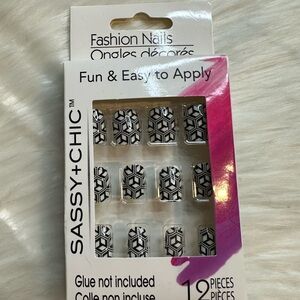 Fashion Nails
Ongles décorés
Fun & Easy to Apply
SASSY+CHIC™
Glue not included
Colle non incluse
12 PIECES
PIÈCES